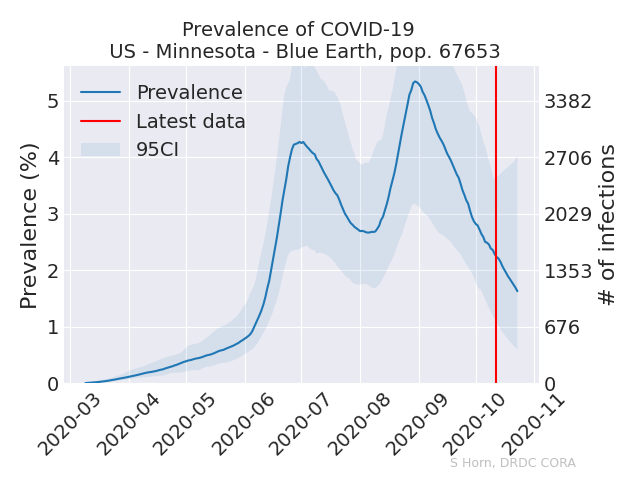 Prevalence of COVID-19
US - Minnesota - Blue Earth, pop. 67653
Prevalence
Latest data
95CI
Prevalence (%)
5
4
3
2
1
0
3382
2706
2029
1353
676
0
# of infections
2020-03
2020-04
2020-05
2020-06
2020-07
2020-08
2020-09
2020-10
2020-11
S Horn, DRDC CORA